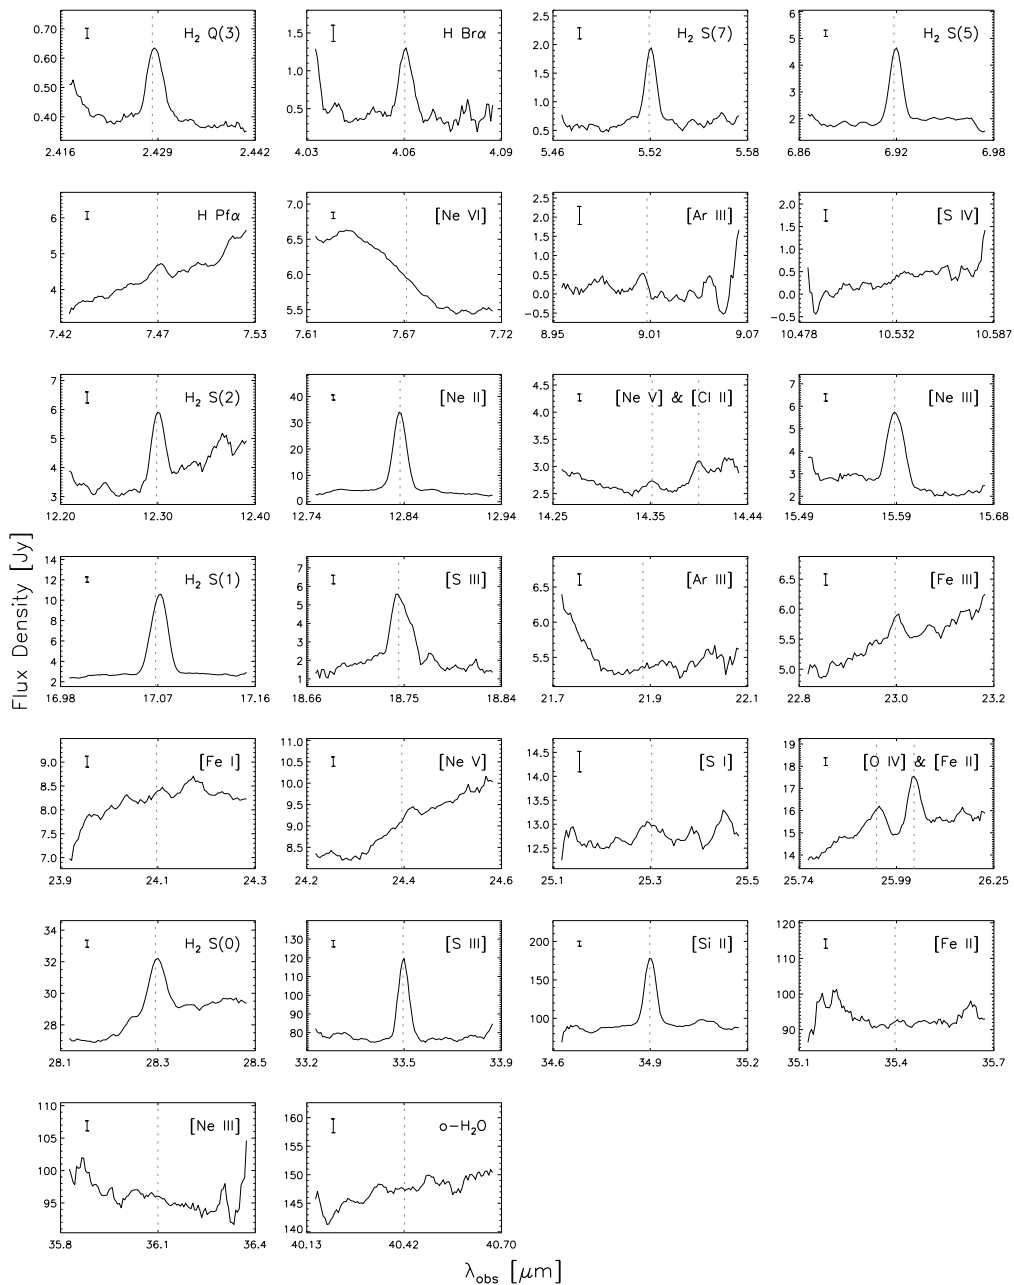 H₂ Q(3)
0.70
0.60
0.50
0.40
2.416 2.429 2.442
H Brα
1.5
1.0
0.5
4.03 4.06 4.09
H₂ S(7)
2.5
2.0
1.5
1.0
0.5
5.46 5.52 5.58
H₂ S(5)
6
5
4
3
2
6.86 6.92 6.98
H Pfα
6
5
4
7.42 7.47 7.53
[Ne VI]
7.0
6.5
6.0
5.5
7.61 7.67 7.72
[Ar III]
2.5
2.0
1.5
1.0
0.5
0.0
−0.5
8.95 9.01 9.07
[S IV]
2.0
1.5
1.0
0.5
0.0
−0.5
10.478 10.532 10.587
H₂ S(2)
7
6
5
4
3
12.20 12.30 12.40
[Ne II]
40
30
20
10
0
12.74 12.84 12.94
[Ne V] & [Cl II]
4.5
4.0
3.5
3.0
2.5
14.25 14.35 14.44
[Ne III]
7
6
5
4
3
2
15.49 15.59 15.68
H₂ S(1)
14
12
10
8
6
4
2
16.98 17.07 17.16
[S III]
7
6
5
4
3
2
1
18.66 18.75 18.84
[Ar III]
6.5
6.0
5.5
21.7 21.9 22.1
[Fe III]
6.5
6.0
5.5
5.0
22.8 23.0 23.2
[Fe I]
9.0
8.5
8.0
7.5
7.0
23.9 24.1 24.3
[Ne V]
11.0
10.5
10.0
9.5
9.0
8.5
24.2 24.4 24.6
[S I]
14.5
14.0
13.5
13.0
12.5
25.1 25.3 25.5
[O IV] & [Fe II]
19
18
17
16
15
14
25.74 25.99 26.25
H₂ S(0)
34
32
30
28
28.1 28.3 28.5
[S III]
130
120
110
100
90
80
33.2 33.5 33.9
[Si II]
200
150
100
34.6 34.9 35.2
[Fe II]
120
110
100
90
35.1 35.4 35.7
[Ne III]
110
105
100
95
35.8 36.1 36.4
o−H₂O
160
155
150
145
140
40.13 40.42 40.70
Flux Density [Jy]
λobs [μm]